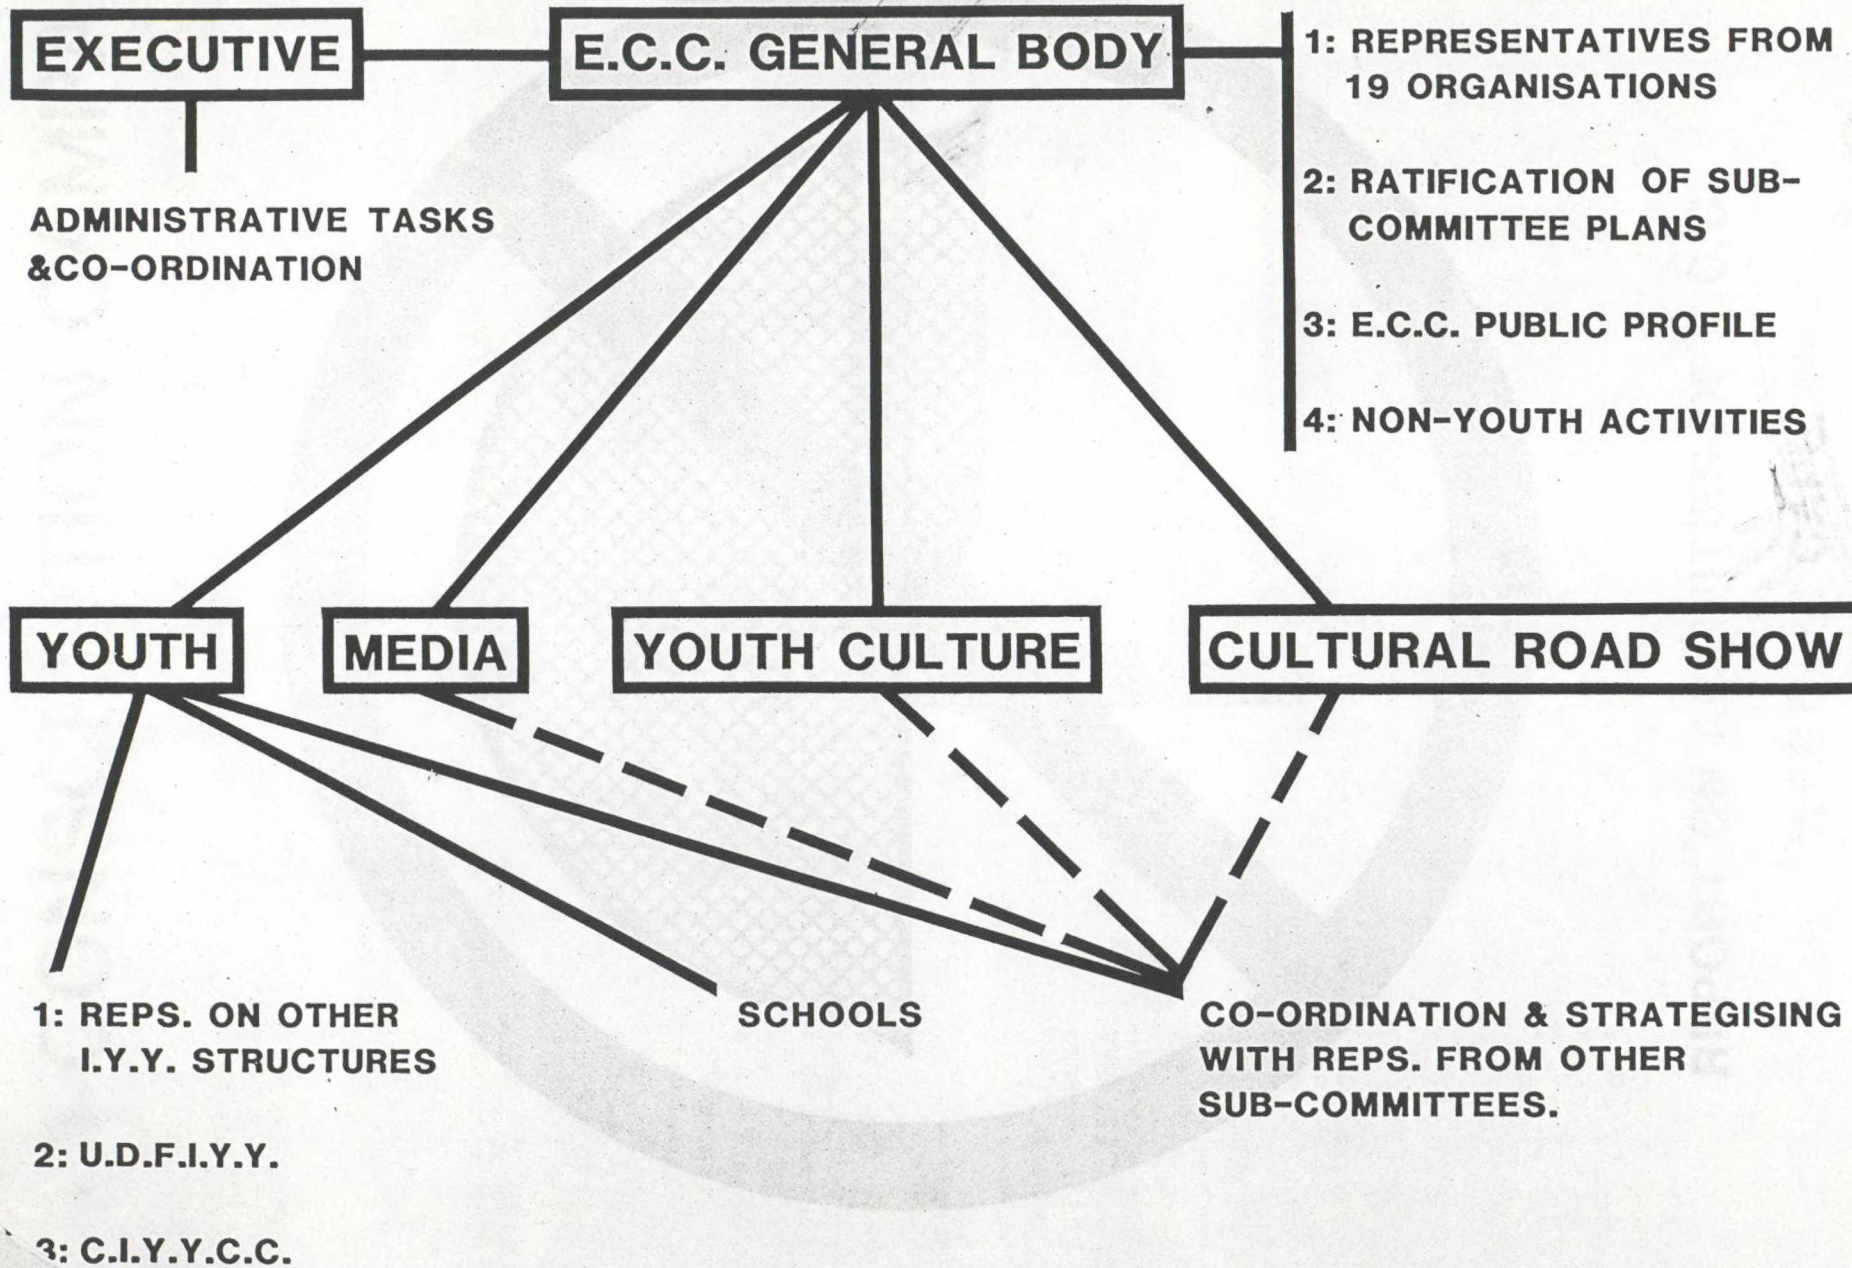 EXECUTIVE
E.C.C. GENERAL BODY
1: REPRESENTATIVES FROM
19 ORGANISATIONS
2: RATIFICATION OF SUB-
COMMITTEE PLANS
3: E.C.C. PUBLIC PROFILE
4: NON-YOUTH ACTIVITIES
ADMINISTRATIVE TASKS
&CO-ORDINATION
YOUTH
MEDIA
YOUTH CULTURE
CULTURAL ROAD SHOW
1: REPS. ON OTHER
I.Y.Y. STRUCTURES
2: U.D.F.I.Y.Y.
3: C.I.Y.Y.C.C.
SCHOOLS
CO-ORDINATION & STRATEGISING
WITH REPS. FROM OTHER
SUB-COMMITTEES.